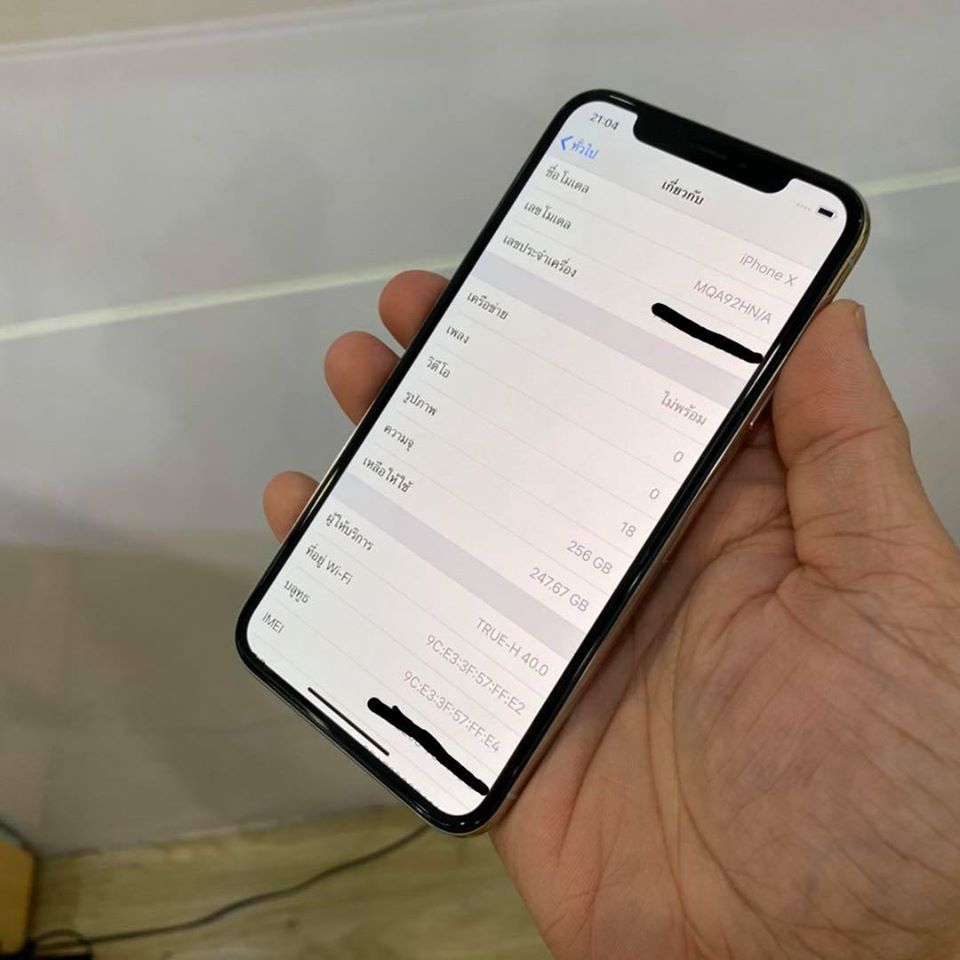 21:04
ทั่วไป
เกี่ยวกับ
ชื่อโมเดล iPhone X
เลขโมเดล MQA92HN/A
เลขประจำเครื่อง
เครือข่าย ไม่พร้อม
เพลง 0
วิดีโอ 0
รูปภาพ 18
ความจุ 256 GB
เหลือให้ใช้ 247.67 GB
ผู้ให้บริการ TRUE-H 40.0
ที่อยู่ Wi-Fi 9C:E3:3F:57:FF:E2
บลูทูธ 9C:E3:3F:57:FF:E4
IMEI